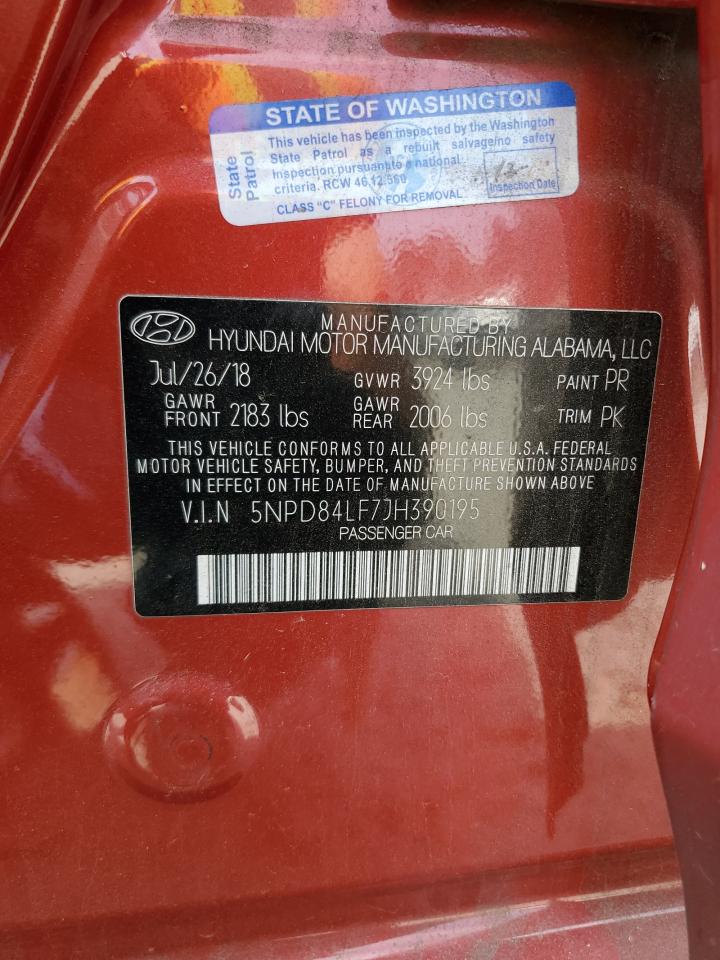 STATE OF WASHINGTON
State Patrol
This vehicle has been inspected by the Washington
State Patrol as a rebuilt salvage/no safety
Inspection pursuant to a national
criteria. RCW 46.12.560
Inspection Date
CLASS "C" FELONY FOR REMOVAL
MANUFACTURED BY
HYUNDAI MOTOR MANUFACTURING ALABAMA, LLC
Jul/26/18 GVWR 3924 lbs PAINT PR
GAWR FRONT 2183 lbs GAWR REAR 2006 lbs TRIM PK
THIS VEHICLE CONFORMS TO ALL APPLICABLE U.S.A. FEDERAL
MOTOR VEHICLE SAFETY, BUMPER, AND THEFT PREVENTION STANDARDS
IN EFFECT ON THE DATE OF MANUFACTURE SHOWN ABOVE.
V.I.N 5NPD84LF7JH390195
PASSENGER CAR